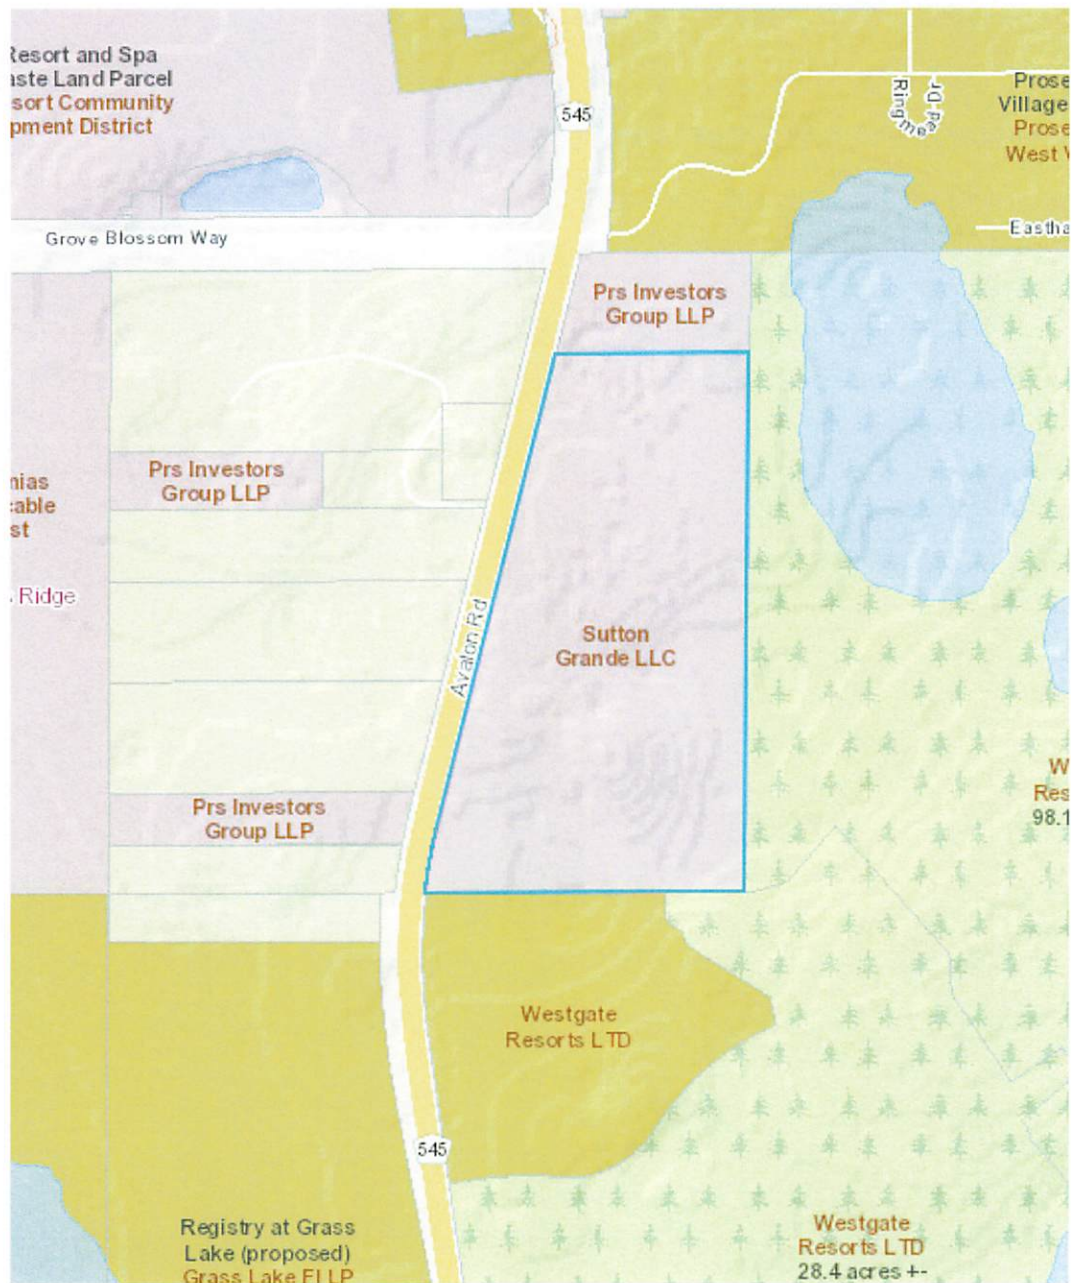 Resort and Spa
aste Land Parcel
sort Community
pment District
545
Ringmead Dr
Prose
Village
Prose
West V
Grove Blossom Way
Eastha
Prs Investors
Group LLP
Prs Investors
Group LLP
nias
cable
st
Ridge
Avalon Rd
Sutton
Grande LLC
Prs Investors
Group LLP
W
Res
98.1
Westgate
Resorts LTD
545
Registry at Grass
Lake (proposed)
Grass Lake FLLP
Westgate
Resorts LTD
28.4 acres +-